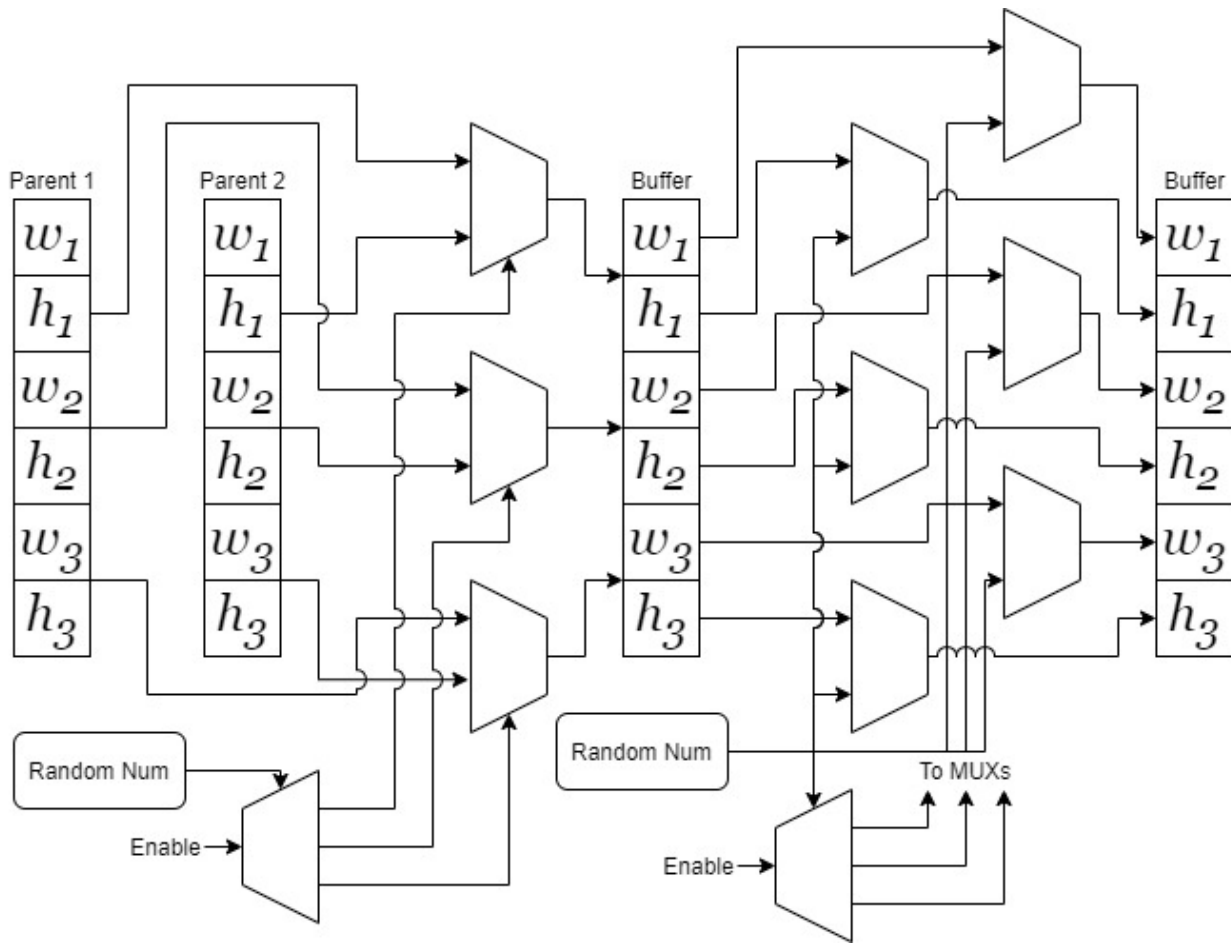 Parent 1
w1
h1
w2
h2
w3
h3
Parent 2
w1
h1
w2
h2
w3
h3
Random Num
Enable
Buffer
w1
h1
w2
h2
w3
h3
Random Num
To MUXs
Enable
Buffer
w1
h1
w2
h2
w3
h3